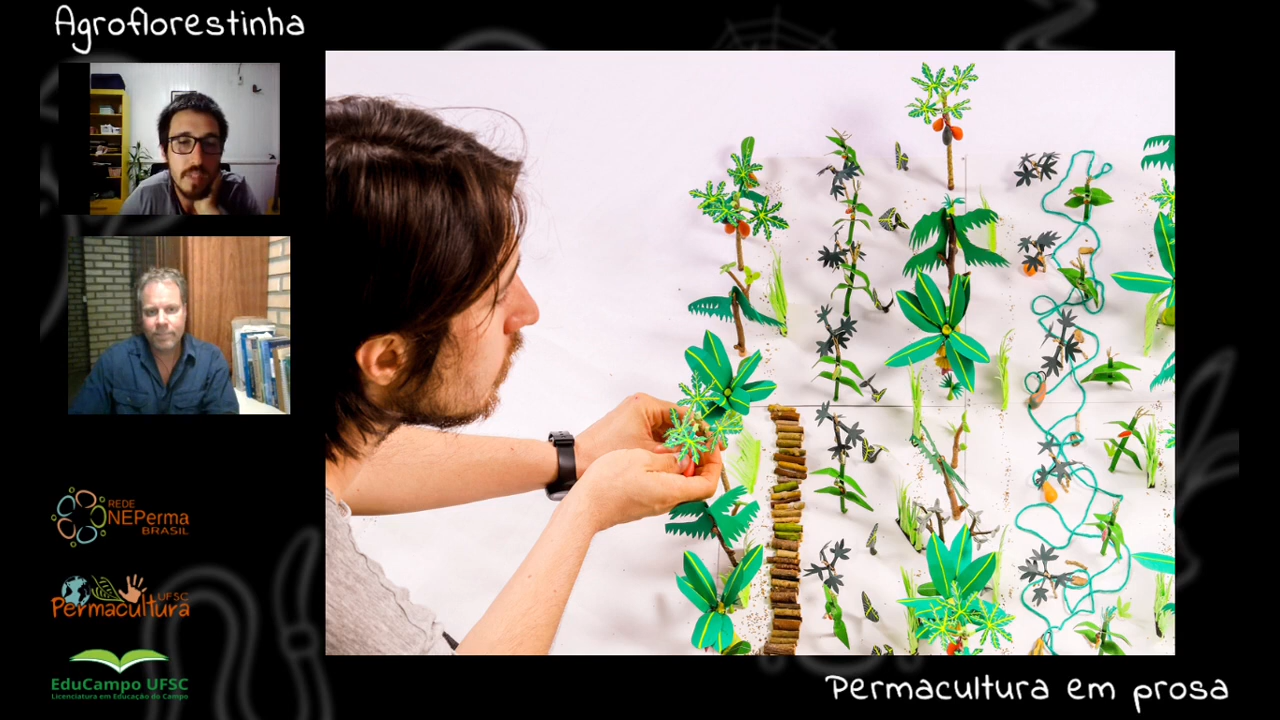 Agroflorestinha
REDE
NEPerma
BRASIL
UFSC
Permacultura
EduCampo UFSC
Licenciatura em Educação do Campo
Permacultura em prosa